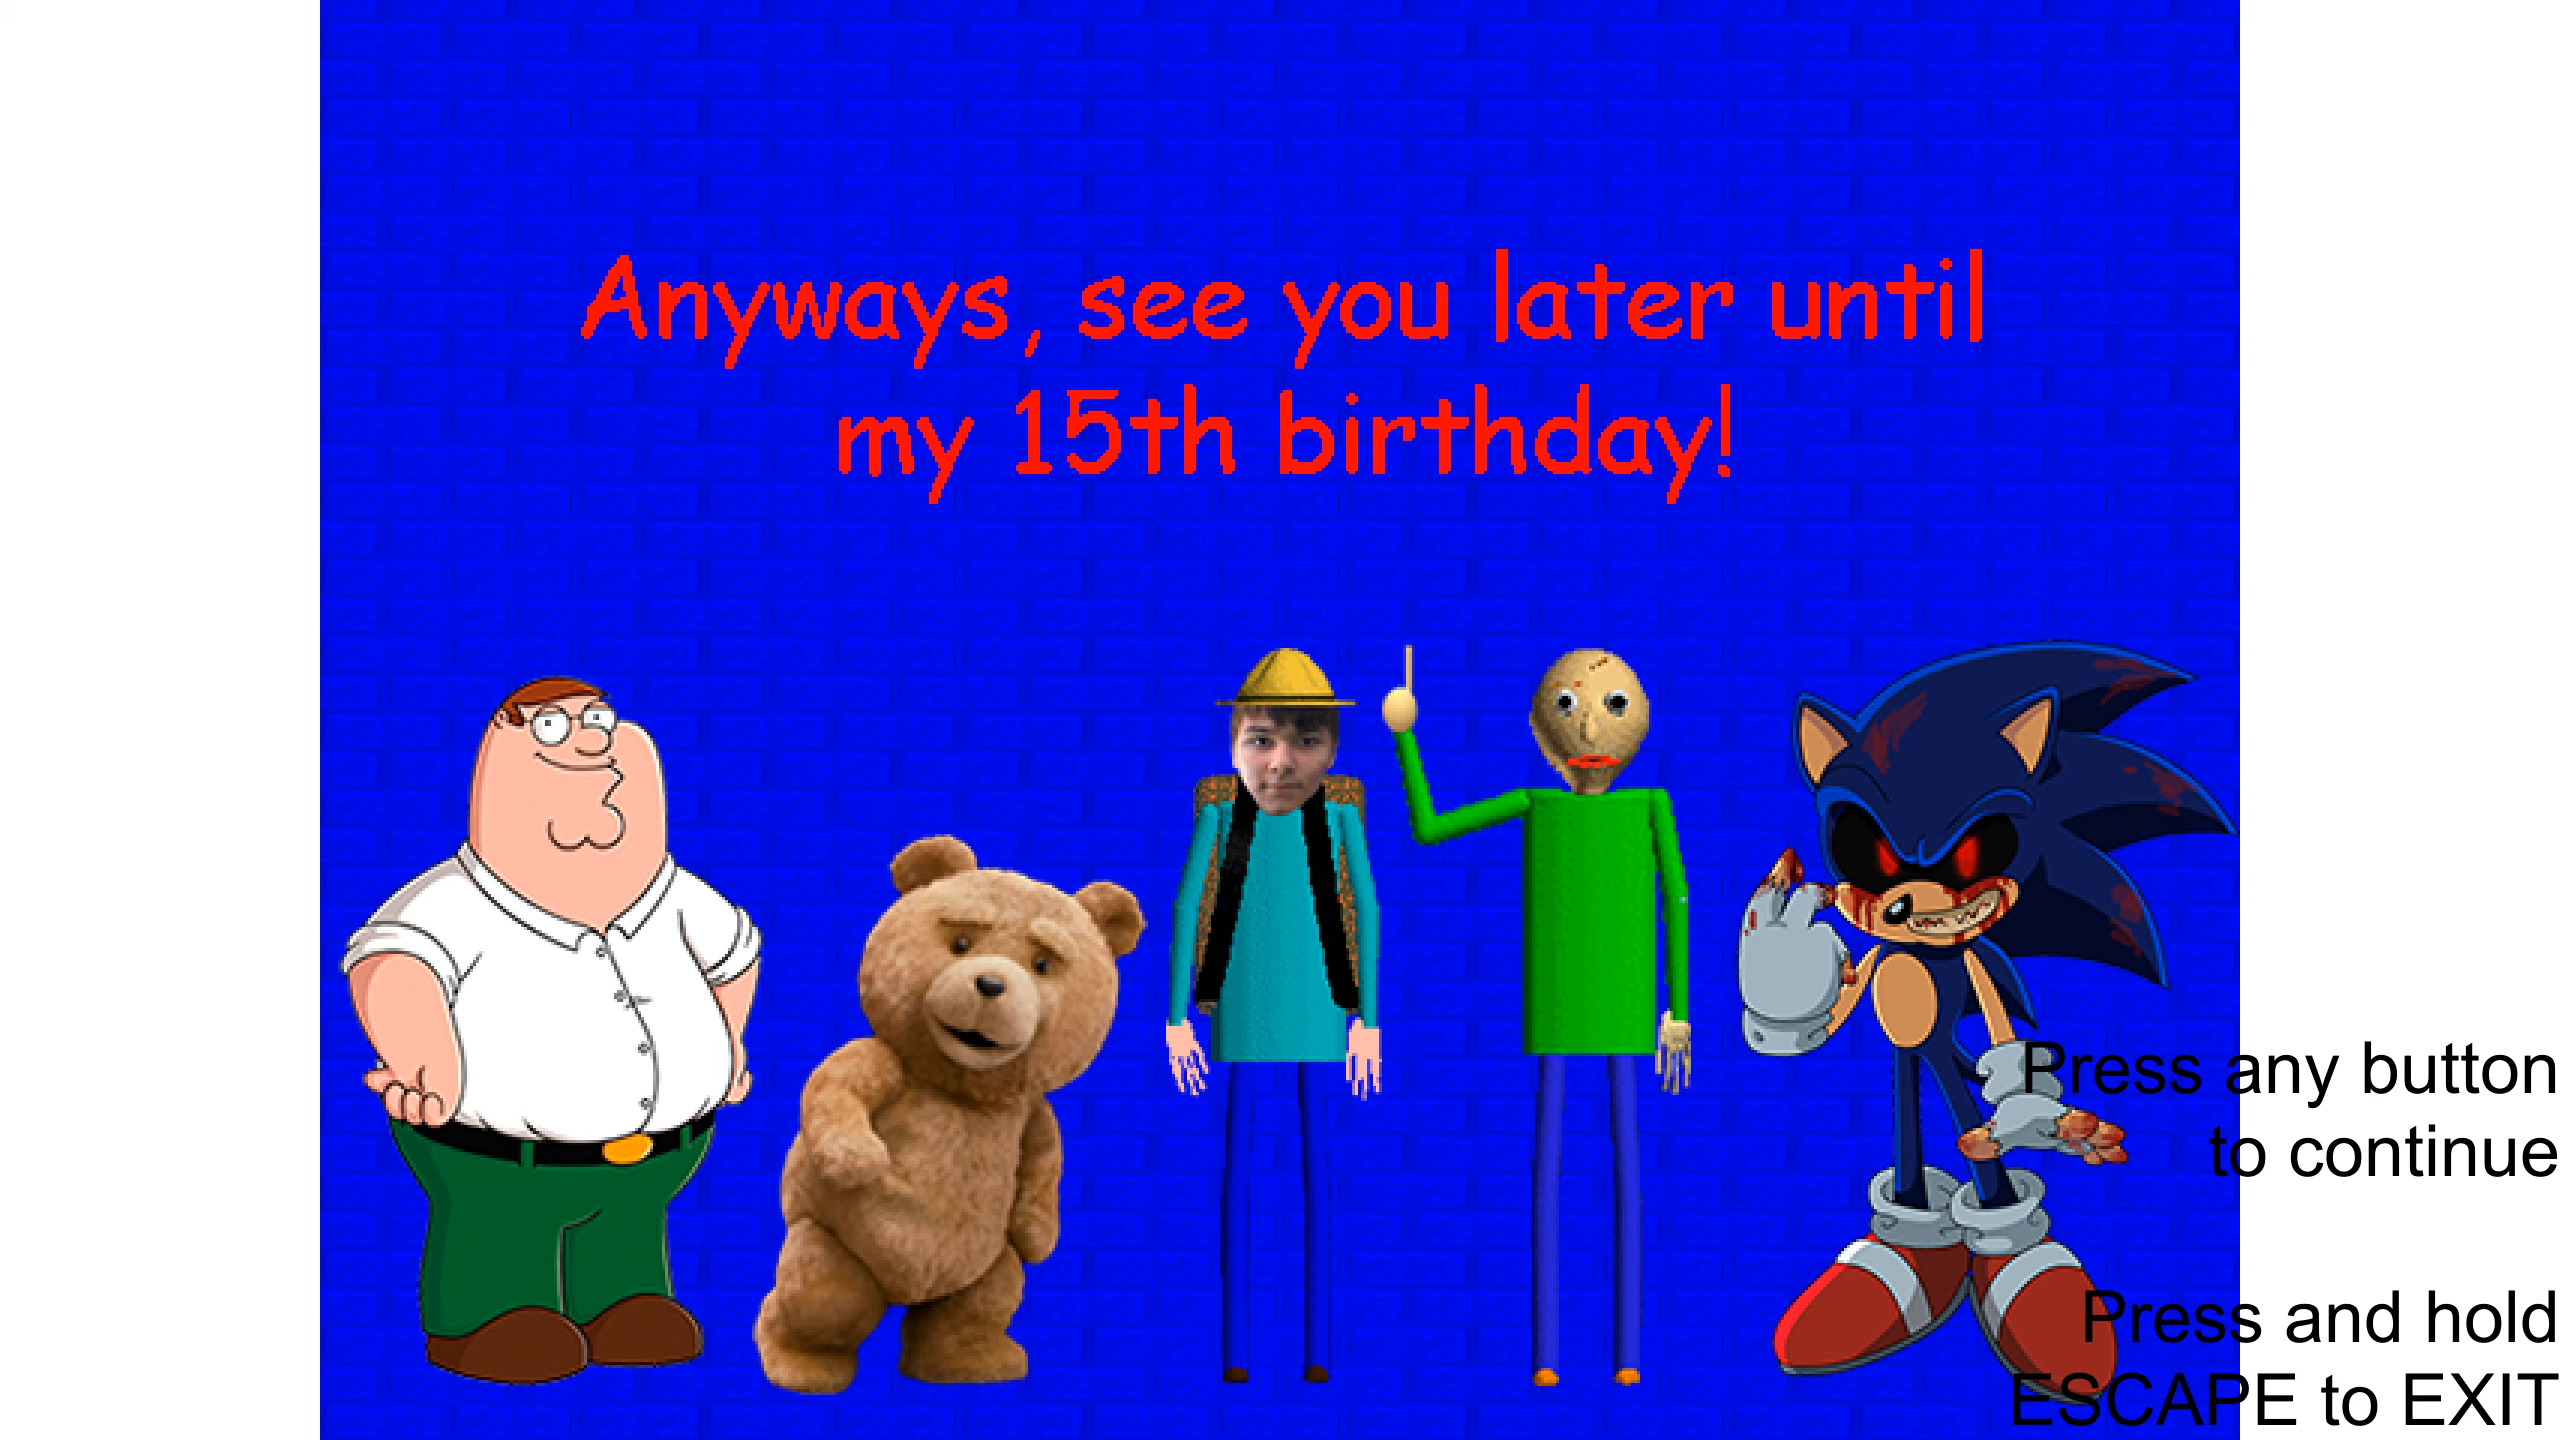 Anyways, see you later until
my 15th birthday!
Press any button
to continue
Press and hold
ESCAPE to EXIT